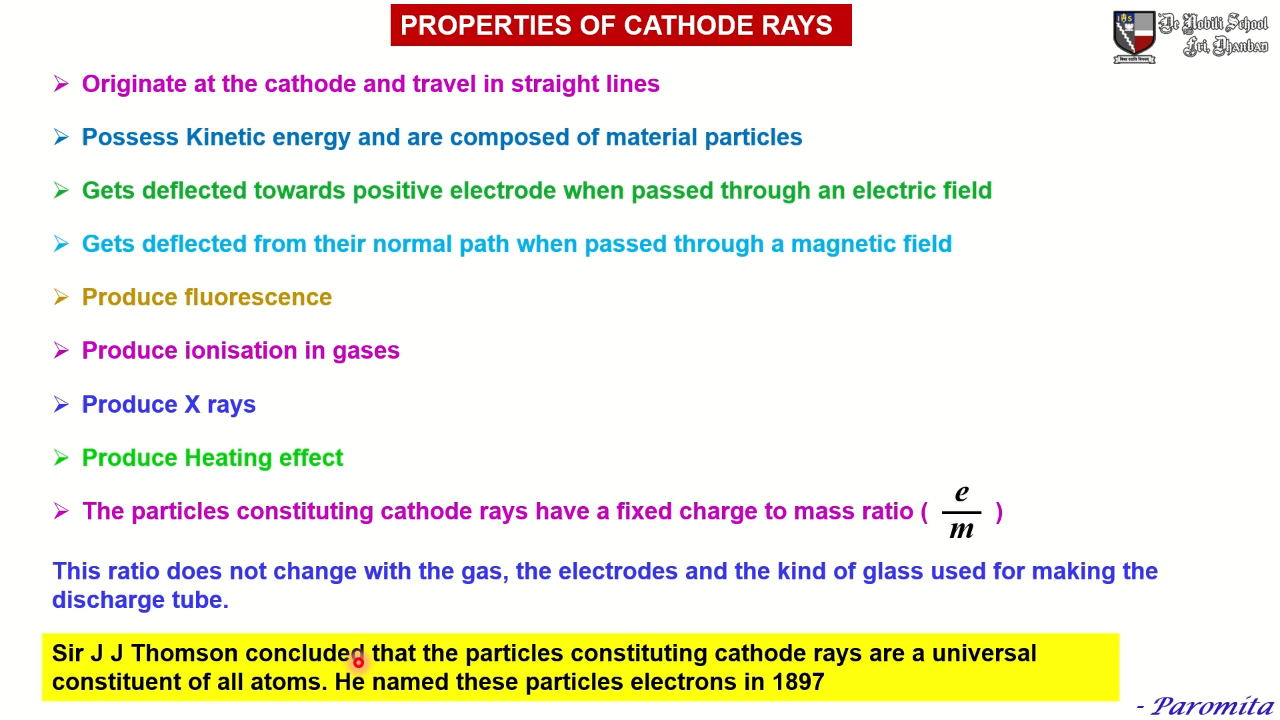 PROPERTIES OF CATHODE RAYS
De Nobili School
Originate at the cathode and travel in straight lines
Possess Kinetic energy and are composed of material particles
Gets deflected towards positive electrode when passed through an electric field
Gets deflected from their normal path when passed through a magnetic field
Produce fluorescence
Produce ionisation in gases
Produce X rays
Produce Heating effect
The particles constituting cathode rays have a fixed charge to mass ratio ( e/m )
This ratio does not change with the gas, the electrodes and the kind of glass used for making the
discharge tube.
Sir J J Thomson concluded that the particles constituting cathode rays are a universal
constituent of all atoms. He named these particles electrons in 1897
- Paromita